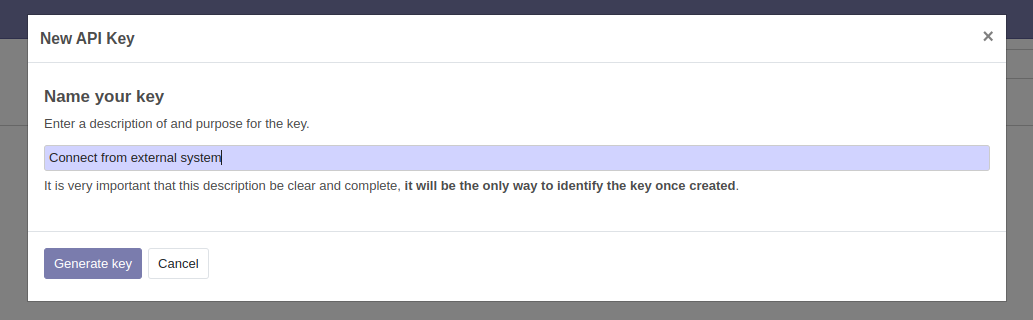 New API Key
×
Name your key
Enter a description of and purpose for the key.
Connect from external system
It is very important that this description be clear and complete, it will be the only way to identify the key once created.
Generate key
Cancel